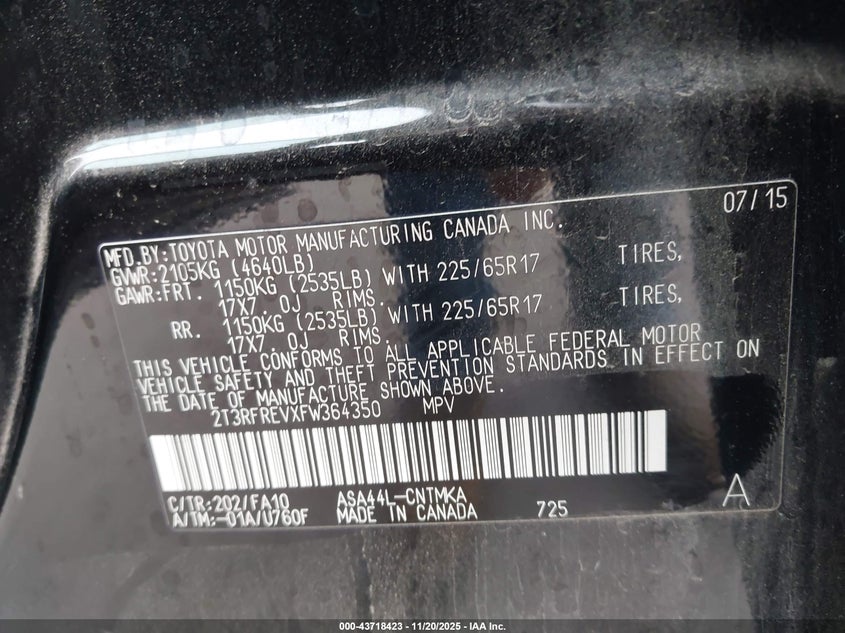 07/15
MFD.BY:TOYOTA MOTOR MANUFACTURING CANADA INC.
GVWR:2105KG (4640LB)
GAWR:FRT. 1150KG (2535LB) WITH 225/65R17 TIRES,
17X7.0J RIMS.
RR. 1150KG (2535LB) WITH 225/65R17 TIRES,
17X7.0J RIMS.
THIS VEHICLE CONFORMS TO ALL APPLICABLE FEDERAL MOTOR
VEHICLE SAFETY AND THEFT PREVENTION STANDARDS IN EFFECT ON
THE DATE OF MANUFACTURE SHOWN ABOVE.
2T3RFREVXFW364350 MPV
C/TR:202/FA10 ASA44L-CNTMKA
A/TM:-01A/U760F MADE IN CANADA 725 A
000-43718423 - 11/20/2025 - IAA Inc.